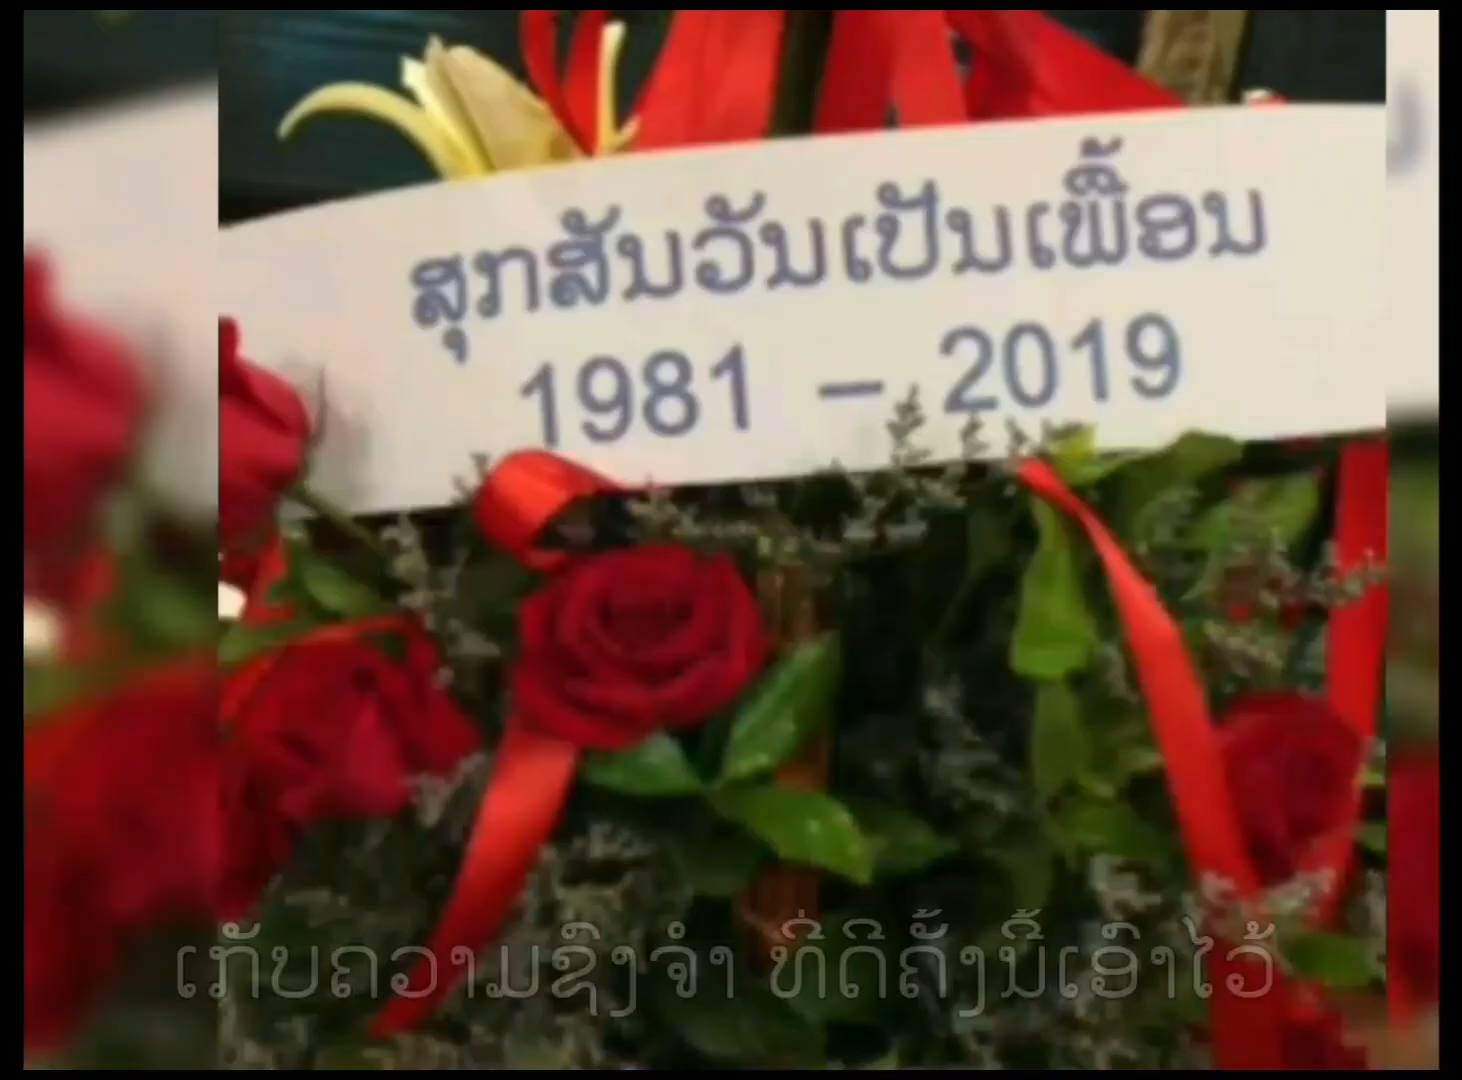 ສຸກສັນວັນເປັນເພື້ອນ
1981 – 2019
ເກັບຄວາມຊົງຈຳ ທີ່ດີຄັ້ງນີ້ເອົາໄວ້